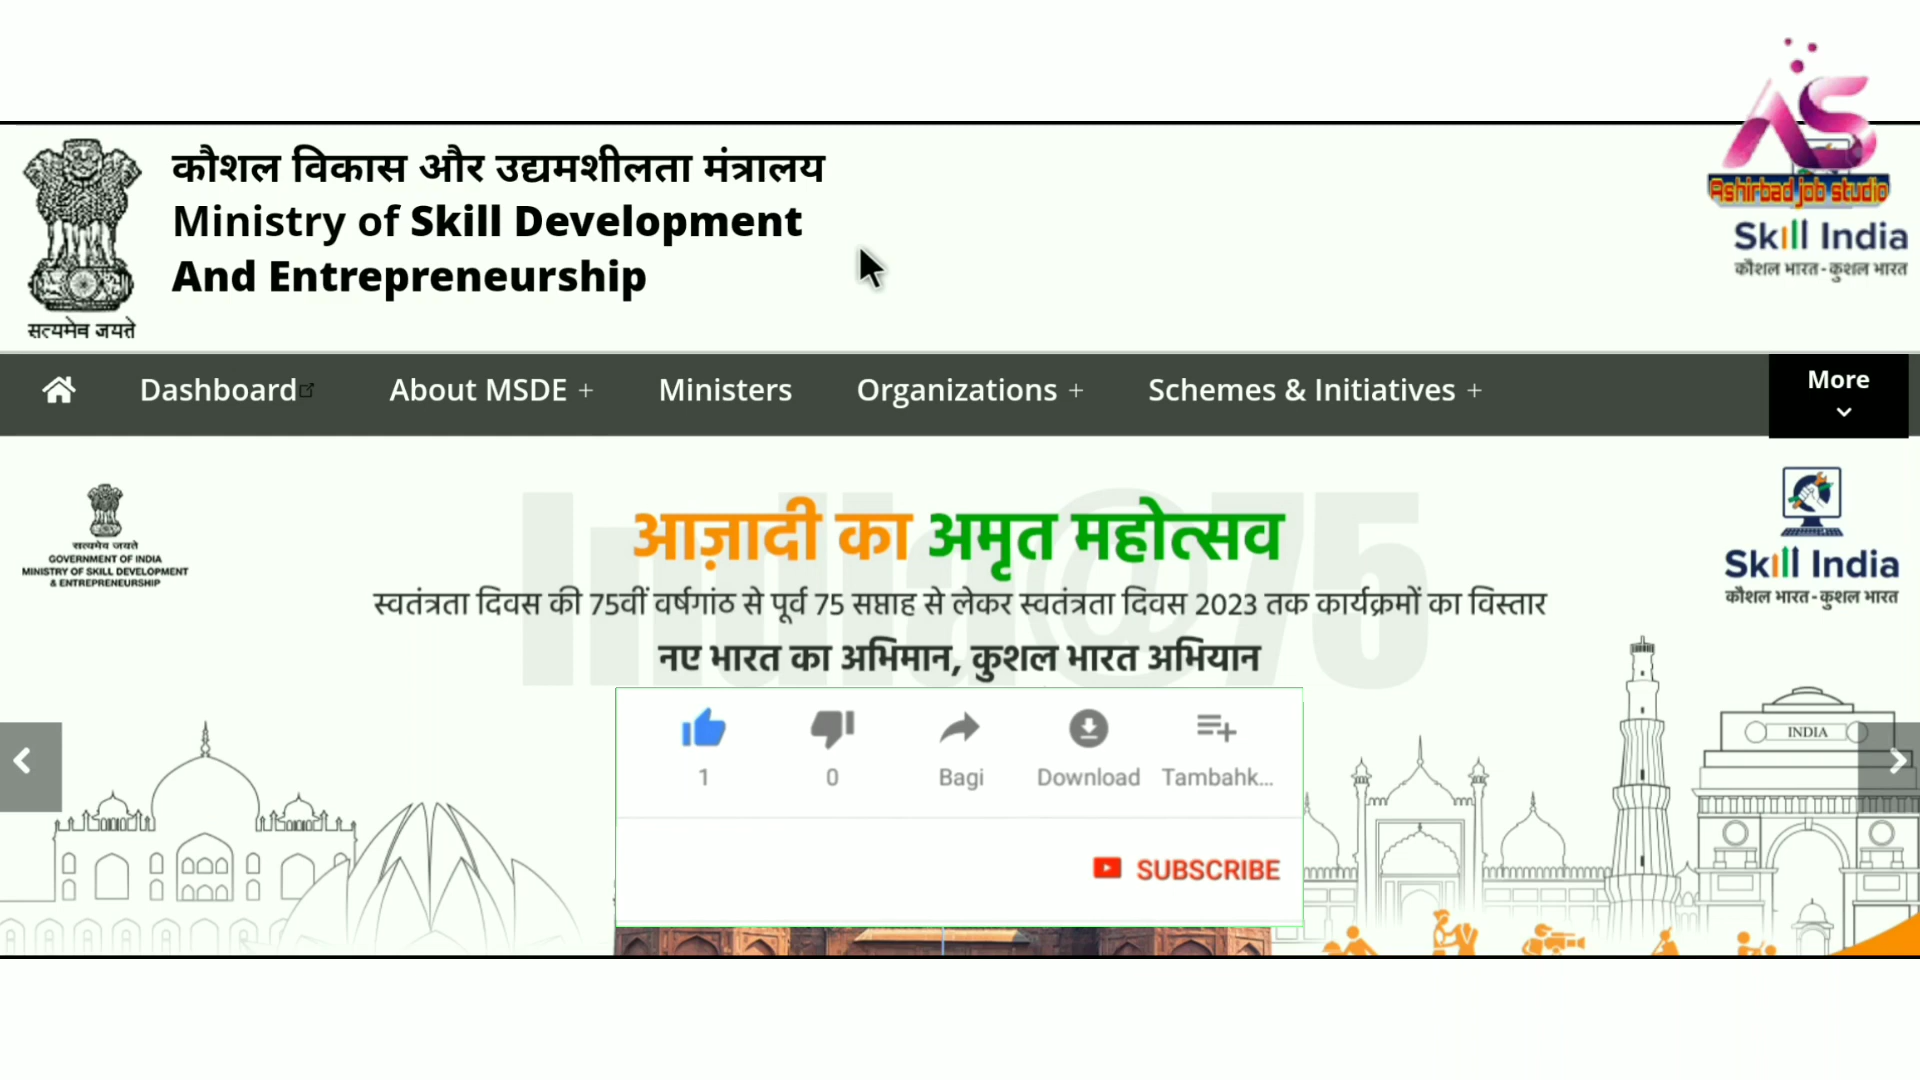 कौशल विकास और उद्यमशीलता मंत्रालय
Ministry of Skill Development
And Entrepreneurship
सत्यमेव जयते
AS
Ashirbad job studio
Skill India
कौशल भारत-कुशल भारत
Dashboard
About MSDE +
Ministers
Organizations +
Schemes & Initiatives +
More
India@75
सत्यमेव जयते
GOVERNMENT OF INDIA
MINISTRY OF SKILL DEVELOPMENT
& ENTREPRENEURSHIP
आज़ादी का अमृत महोत्सव
स्वतंत्रता दिवस की 75वीं वर्षगांठ से पूर्व 75 सप्ताह से लेकर स्वतंत्रता दिवस 2023 तक कार्यक्रमों का विस्तार
नए भारत का अभिमान, कुशल भारत अभियान
Skill India
कौशल भारत-कुशल भारत
INDIA
1
0
Bagi
Download
Tambahk...
SUBSCRIBE